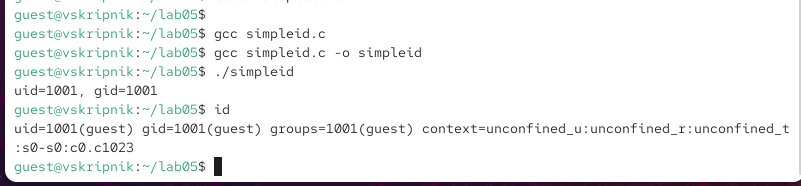 guest@vskripnik:~/lab05$
guest@vskripnik:~/lab05$ gcc simpleid.c
guest@vskripnik:~/lab05$ gcc simpleid.c -o simpleid
guest@vskripnik:~/lab05$ ./simpleid
uid=1001, gid=1001
guest@vskripnik:~/lab05$ id
uid=1001(guest) gid=1001(guest) groups=1001(guest) context=unconfined_u:unconfined_r:unconfined_t
:s0-s0:c0.c1023
guest@vskripnik:~/lab05$